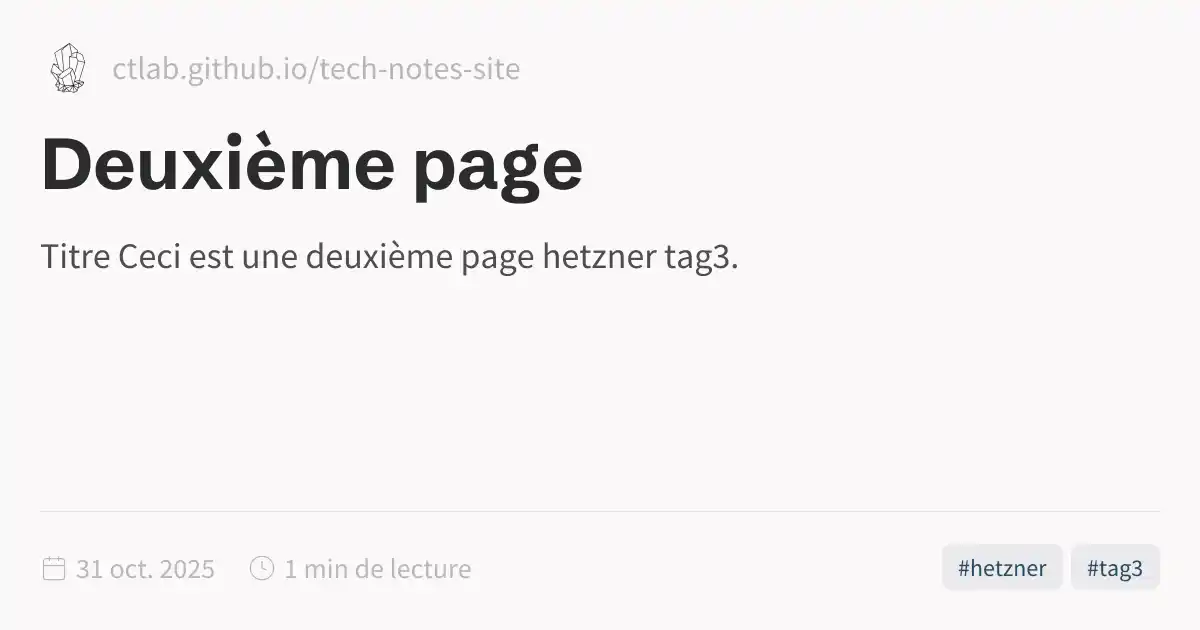 ctlab.github.io/tech-notes-site
Deuxième page
Titre Ceci est une deuxième page hetzner tag3.
31 oct. 2025 1 min de lecture #hetzner #tag3